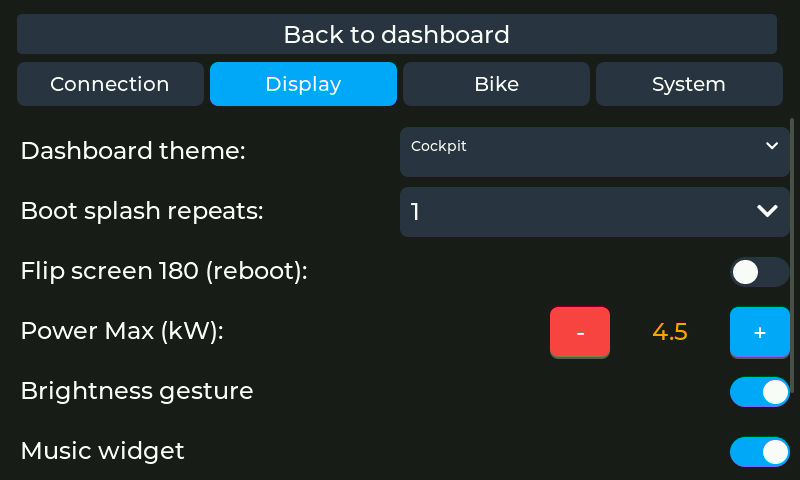 Back to dashboard
Connection Display Bike System
Dashboard theme: Cockpit
Boot splash repeats: 1
Flip screen 180 (reboot):
Power Max (kW): - 4.5 +
Brightness gesture
Music widget